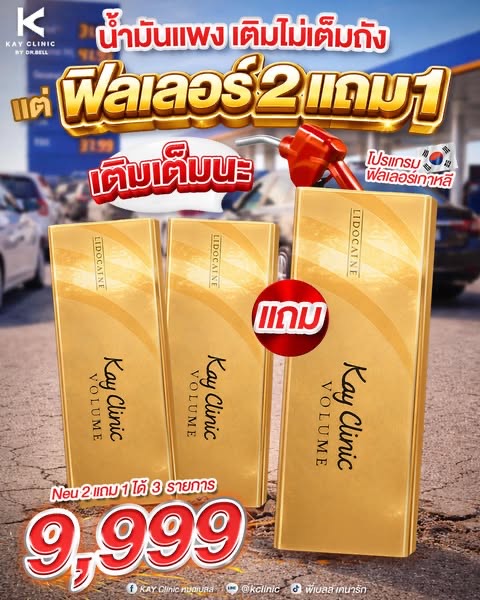 KAY CLINIC
BY DR.BELL
น้ำมันแพง เติมไม่เต็มถัง
แต่ ฟิลเลอร์ 2 แถม 1
เติมเต็มนะ
โปรแกรม
ฟิลเลอร์เกาหลี
LIDOCAINE
Kay Clinic
VOLUME
LIDOCAINE
Kay Clinic
VOLUME
แถม
LIDOCAINE
Kay Clinic
VOLUME
Neu 2 แถม 1 ได้ 3 รายการ
9,999
KAY Clinic หมอเบลล์
LINE @kclinic
พี่เบลล์ เคน่ารัก